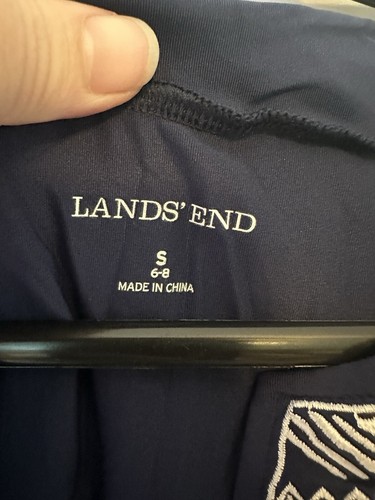 LANDS' END
S
6-8
MADE IN CHINA